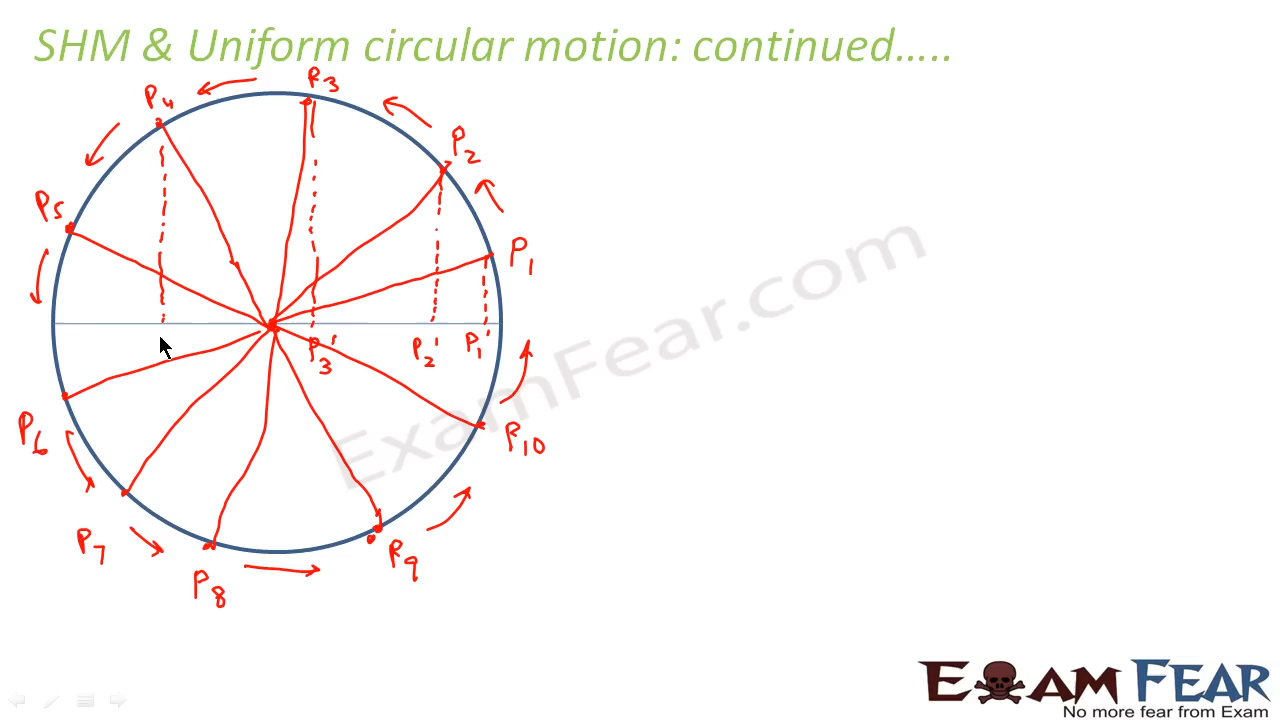 SHM & Uniform circular motion: continued.....
P3
P4
P2
P5
P1
P3'
P2'
P1'
P6
P10
P7
P8
P9
ExamFear.com
EXAM FEAR
No more fear from Exam